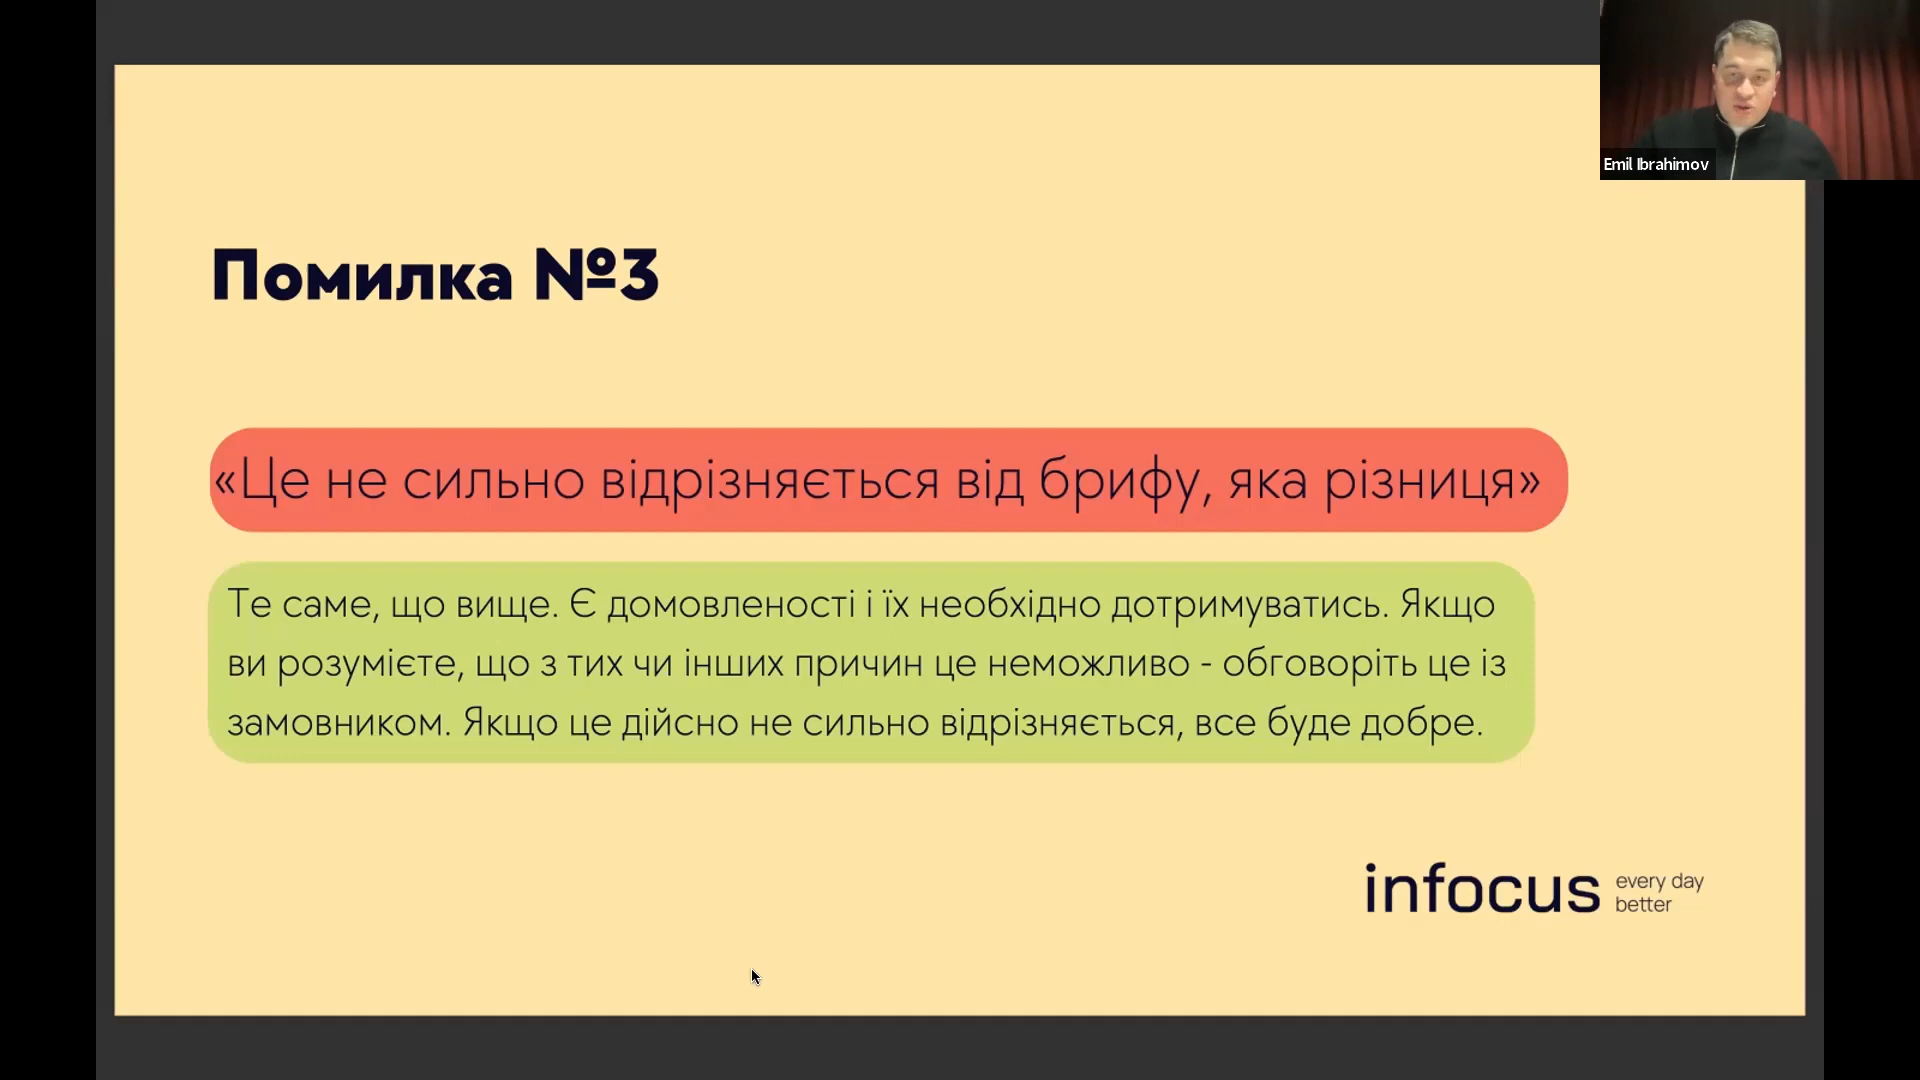 Emil Ibrahimov
Помилка №3
«Це не сильно відрізняється від брифу, яка різниця»
Те саме, що вище. Є домовленості і їх необхідно дотримуватись. Якщо
ви розумієте, що з тих чи інших причин це неможливо - обговоріть це із
замовником. Якщо це дійсно не сильно відрізняється, все буде добре.
infocus every day
better